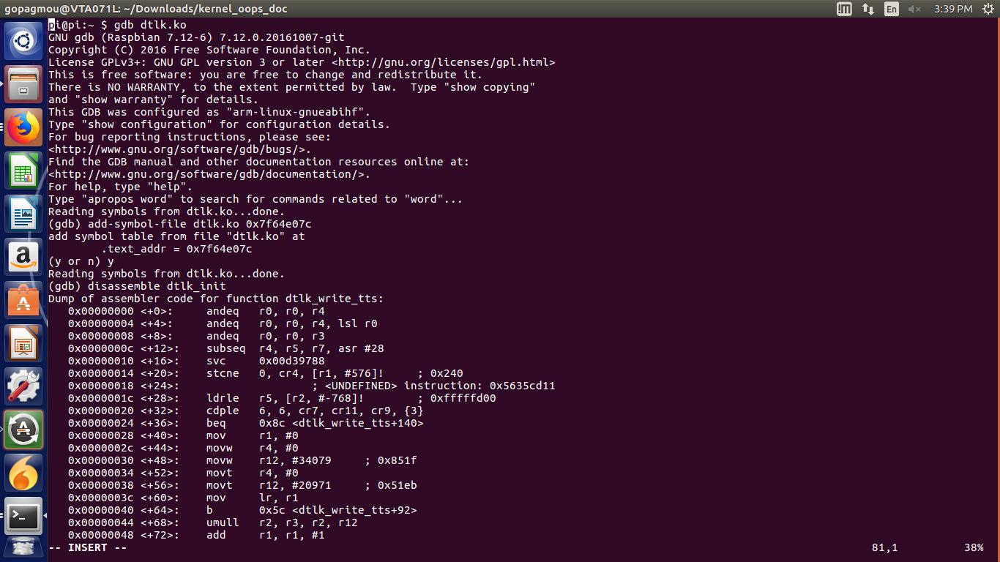 gopagmou@VTA071L: ~/Downloads/kernel_oops_doc
En
3:39 PM
pi@pi:~ $ gdb dtlk.ko
GNU gdb (Raspbian 7.12-6) 7.12.0.20161007-git
Copyright (C) 2016 Free Software Foundation, Inc.
License GPLv3+: GNU GPL version 3 or later <http://gnu.org/licenses/gpl.html>
This is free software: you are free to change and redistribute it.
There is NO WARRANTY, to the extent permitted by law.  Type "show copying"
and "show warranty" for details.
This GDB was configured as "arm-linux-gnueabihf".
Type "show configuration" for configuration details.
For bug reporting instructions, please see:
<http://www.gnu.org/software/gdb/bugs/>.
Find the GDB manual and other documentation resources online at:
<http://www.gnu.org/software/gdb/documentation/>.
For help, type "help".
Type "apropos word" to search for commands related to "word"...
Reading symbols from dtlk.ko...done.
(gdb) add-symbol-file dtlk.ko 0x7f64e07c
add symbol table from file "dtlk.ko" at
        .text_addr = 0x7f64e07c
(y or n) y
Reading symbols from dtlk.ko...done.
(gdb) disassemble dtlk_init
Dump of assembler code for function dtlk_write_tts:
   0x00000000 <+0>:     andeq   r0, r0, r4
   0x00000004 <+4>:     andeq   r0, r0, r4, lsl r0
   0x00000008 <+8>:     andeq   r0, r0, r3
   0x0000000c <+12>:    subseq  r4, r5, r7, asr #28
   0x00000010 <+16>:    svc     0x00d39788
   0x00000014 <+20>:    stcne   0, cr4, [r1, #576]!     ; 0x240
   0x00000018 <+24>:                    ; <UNDEFINED> instruction: 0x5635cd11
   0x0000001c <+28>:    ldrle   r5, [r2, #-768]!        ; 0xfffffd00
   0x00000020 <+32>:    cdple   6, 6, cr7, cr11, cr9, {3}
   0x00000024 <+36>:    beq     0x8c <dtlk_write_tts+140>
   0x00000028 <+40>:    mov     r1, #0
   0x0000002c <+44>:    movw    r4, #0
   0x00000030 <+48>:    movw    r12, #34079     ; 0x851f
   0x00000034 <+52>:    movt    r4, #0
   0x00000038 <+56>:    movt    r12, #20971     ; 0x51eb
   0x0000003c <+60>:    mov     lr, r1
   0x00000040 <+64>:    b       0x5c <dtlk_write_tts+92>
   0x00000044 <+68>:    umull   r2, r3, r2, r12
   0x00000048 <+72>:    add     r1, r1, #1
-- INSERT --                                                  81,1          38%